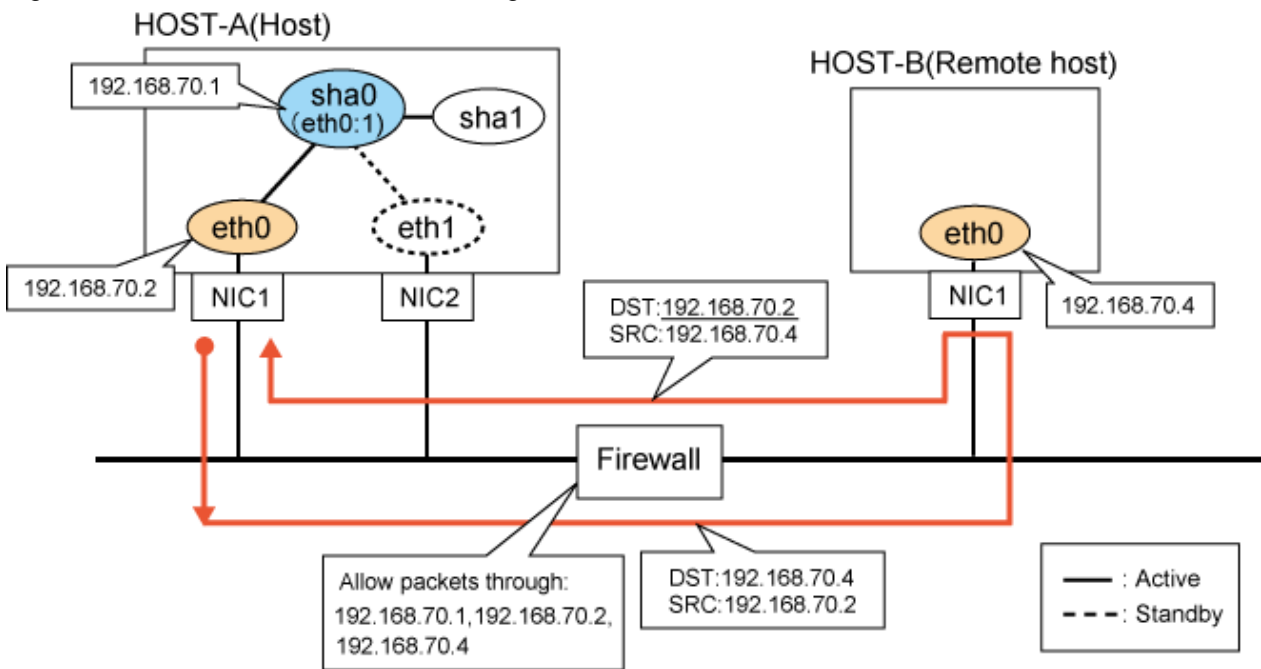 HOST-A(Host)
192.168.70.1
sha0
(eth0:1)
sha1
eth0
eth1
192.168.70.2
NIC1
NIC2
HOST-B(Remote host)
eth0
NIC1
192.168.70.4
DST:192.168.70.2
SRC:192.168.70.4
Firewall
Allow packets through:
192.168.70.1,192.168.70.2,
192.168.70.4
DST:192.168.70.4
SRC:192.168.70.2
: Active
: Standby